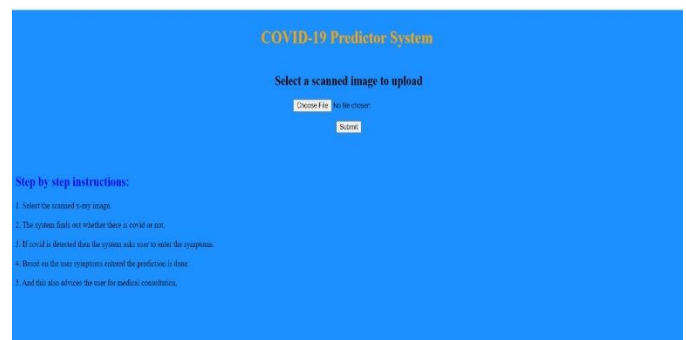 COVID-19 Predictor System
Select a scanned image to upload
Choose File No file chosen
Submit
Step by step instructions:
1. Select the scanned x-ray image.
2. The system finds out whether there is covid or not.
3. If covid is detected then the system asks user to enter the symptoms.
4. Based on the user symptoms entered the prediction is done.
5. And this also advices the user for medical consultation.